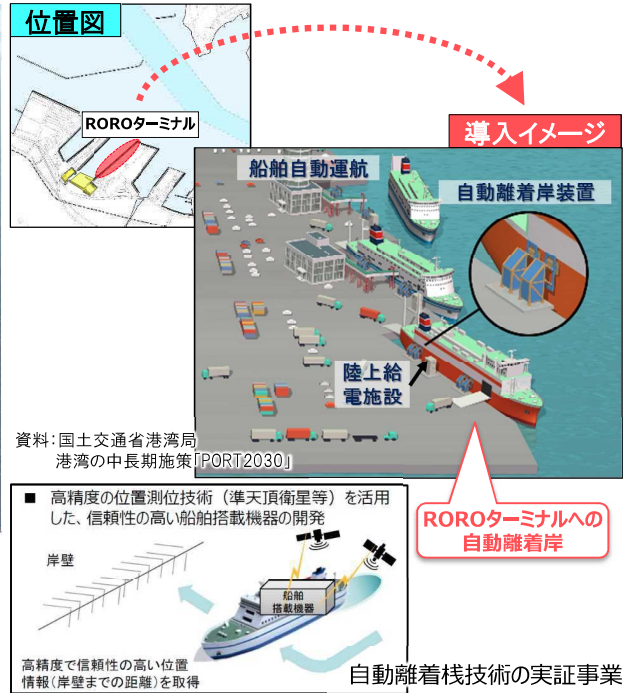 位置図
ROROターミナル
導入イメージ
船舶自動運航
自動離着岸装置
陸上給
電施設
資料：国土交通省港湾局
港湾の中長期施策「PORT2030」
ROROターミナルへの
自動離着岸
■ 高精度の位置測位技術（準天頂衛星等）を活用
した、信頼性の高い船舶搭載機器の開発
岸壁
船舶
搭載機器
高精度で信頼性の高い位置
情報（岸壁までの距離）を取得
自動離着桟技術の実証事業